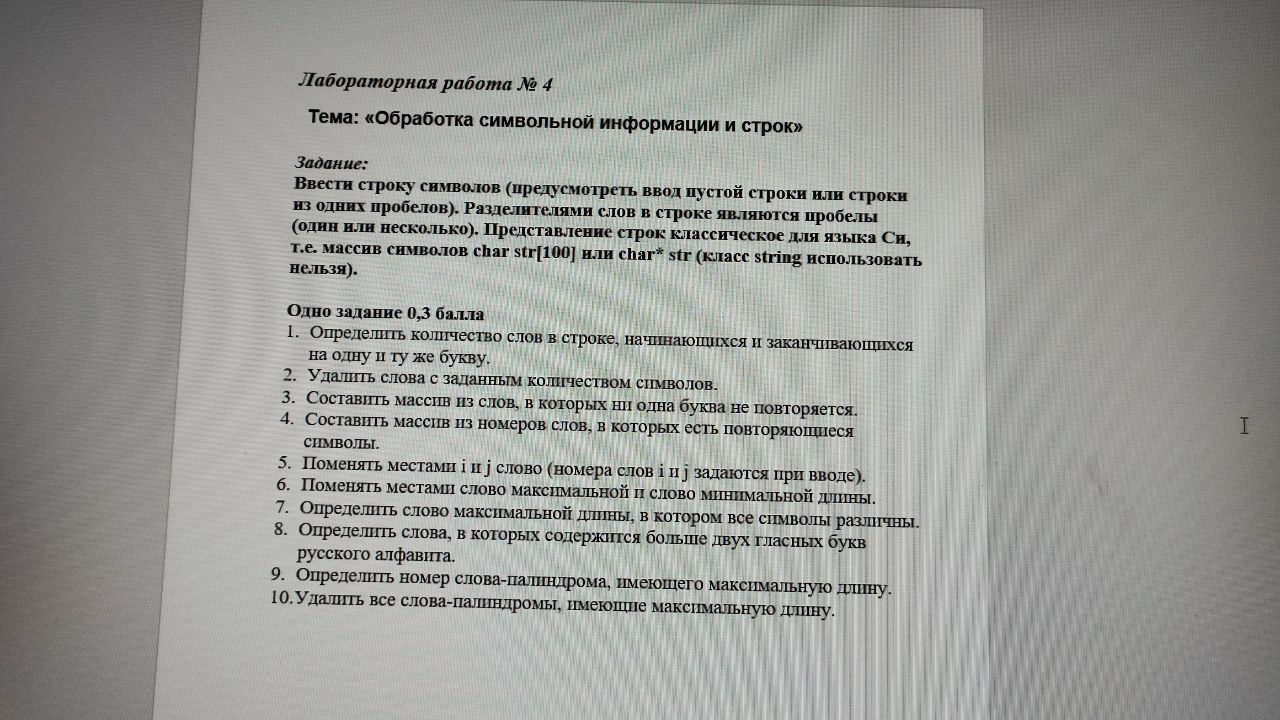 Лабораторная работа № 4
Тема: «Обработка символьной информации и строк»
Задание:
Ввести строку символов (предусмотреть ввод пустой строки или строки
из одних пробелов). Разделителями слов в строке являются пробелы
(один или несколько). Представление строк классическое для языка Си,
т.е. массив символов char str[100] или char* str (класс string использовать
нельзя).
Одно задание 0,3 балла
1. Определить количество слов в строке, начинающихся и заканчивающихся
на одну и ту же букву.
2. Удалить слова с заданным количеством символов.
3. Составить массив из слов, в которых ни одна буква не повторяется.
4. Составить массив из номеров слов, в которых есть повторяющиеся
символы.
5. Поменять местами i и j слово (номера слов i и j задаются при вводе).
6. Поменять местами слово максимальной и слово минимальной длины.
7. Определить слово максимальной длины, в котором все символы различны.
8. Определить слова, в которых содержится больше двух гласных букв
русского алфавита.
9. Определить номер слова-палиндрома, имеющего максимальную длину.
10.Удалить все слова-палиндромы, имеющие максимальную длину.